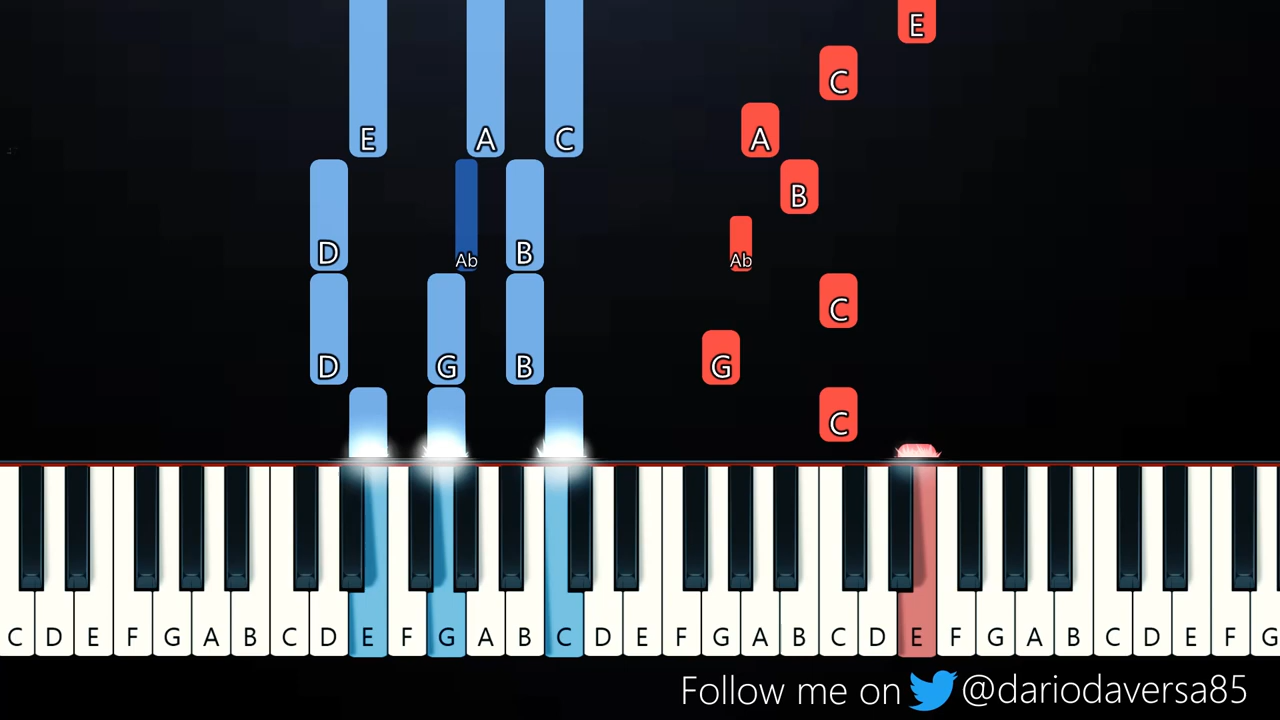 E
C
E A C A
B
D Ab B Ab
C
D G B G
C
C D E F G A B C D E F G A B C D E F G A B C D E F G A B C D E F G
Follow me on @dariodaversa85